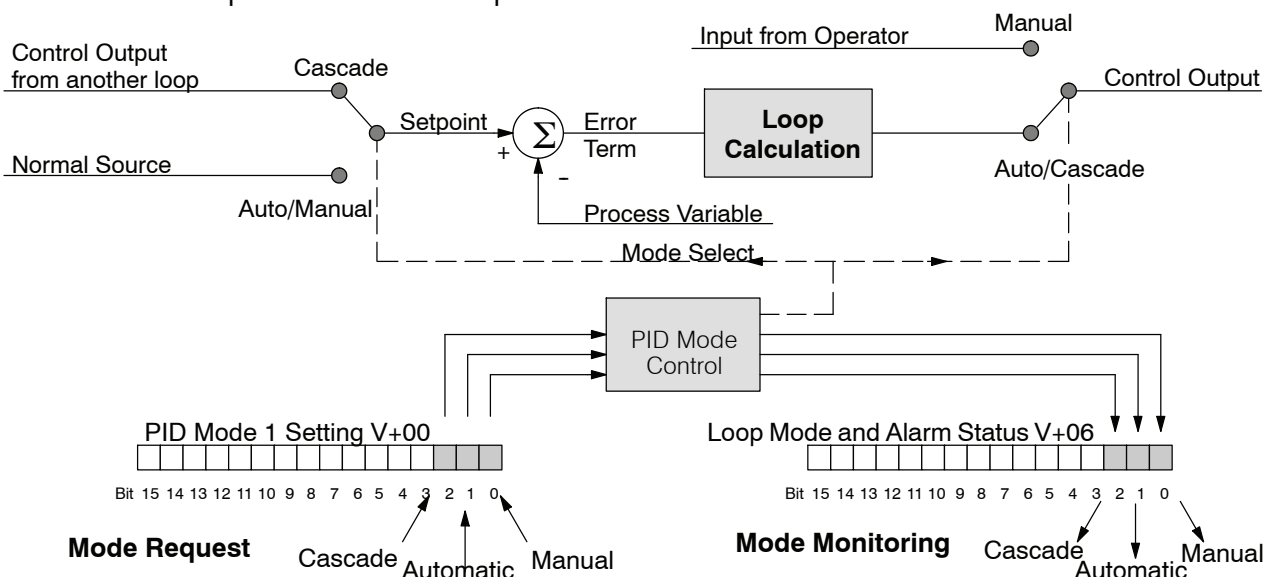 Manual
Input from Operator
Control Output
from another loop
Cascade
Control Output
Setpoint
Σ
Error
Term
Loop
Calculation
+
-
Normal Source
Auto/Manual
Auto/Cascade
Process Variable
Mode Select
PID Mode
Control
PID Mode 1 Setting V+00
Bit 15 14 13 12 11 10 9 8 7 6 5 4 3 2 1 0
Mode Request
Cascade
Automatic
Manual
Loop Mode and Alarm Status V+06
Bit 15 14 13 12 11 10 9 8 7 6 5 4 3 2 1 0
Mode Monitoring
Cascade
Automatic
Manual